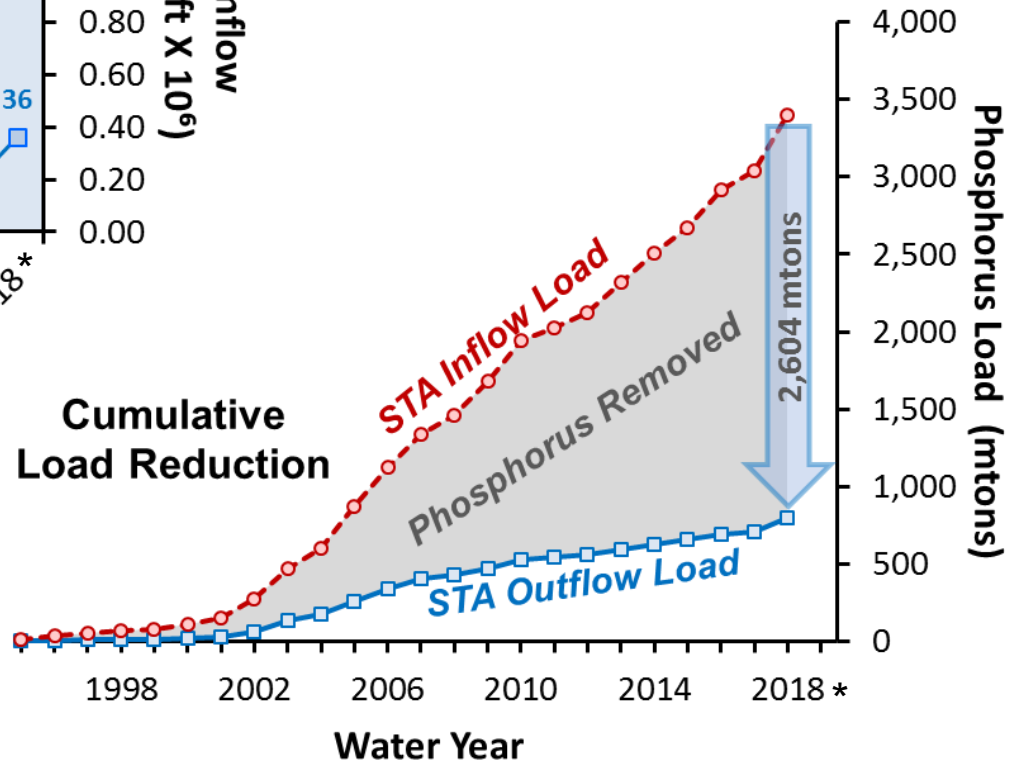 0.80
0.60
0.40
0.20
0.00
nflow
ft X 10⁶)
36
18*
4,000
3,500
3,000
2,500
2,000
1,500
1,000
500
0
Phosphorus Load (mtons)
2,604 mtons
STA Inflow Load
Phosphorus Removed
STA Outflow Load
Cumulative
Load Reduction
1998 2002 2006 2010 2014 2018 *
Water Year